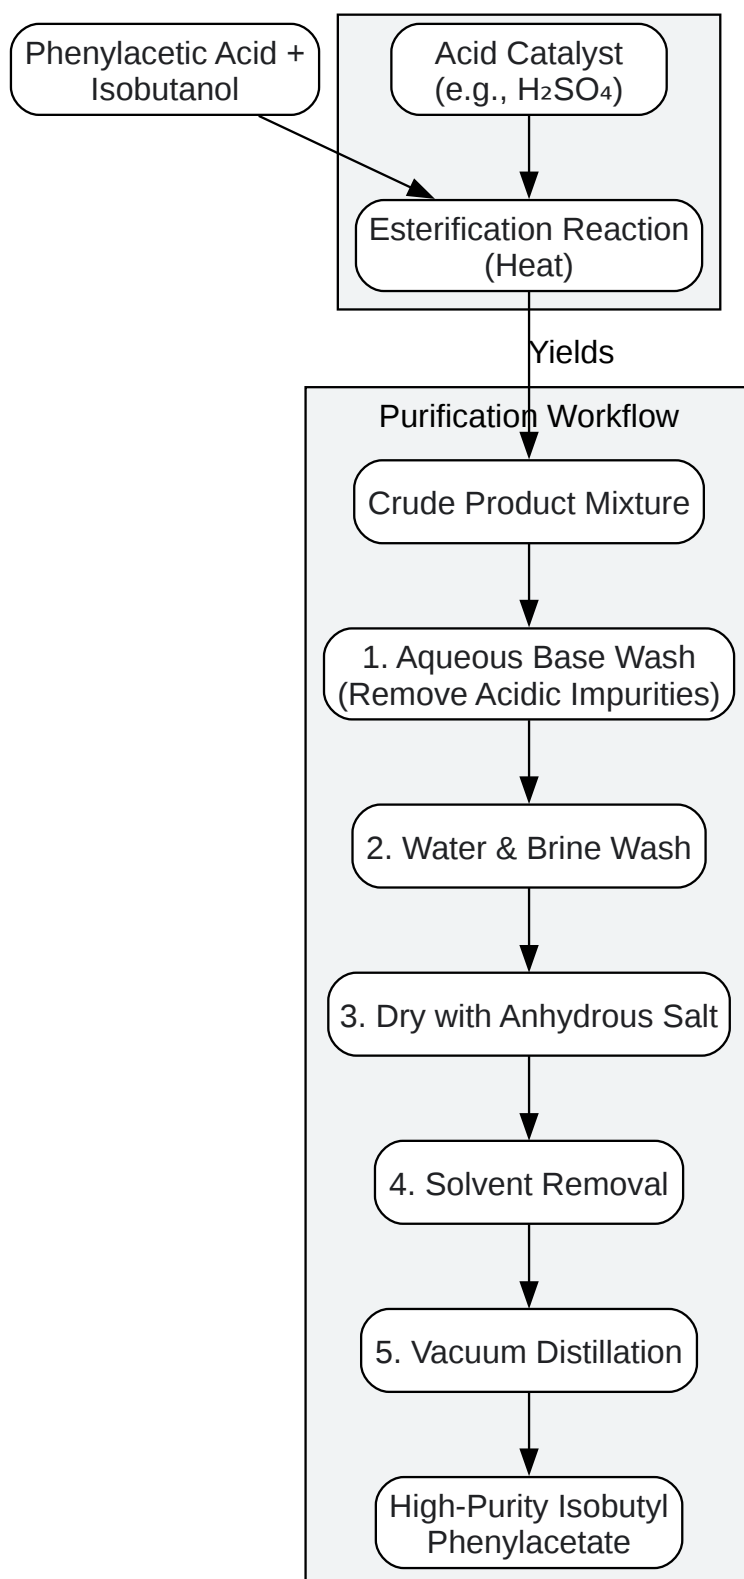 Phenylacetic Acid +
Isobutanol
Acid Catalyst
(e.g., H₂SO₄)
Esterification Reaction
(Heat)
Yields
Purification Workflow
Crude Product Mixture
1. Aqueous Base Wash
(Remove Acidic Impurities)
2. Water & Brine Wash
3. Dry with Anhydrous Salt
4. Solvent Removal
5. Vacuum Distillation
High-Purity Isobutyl
Phenylacetate